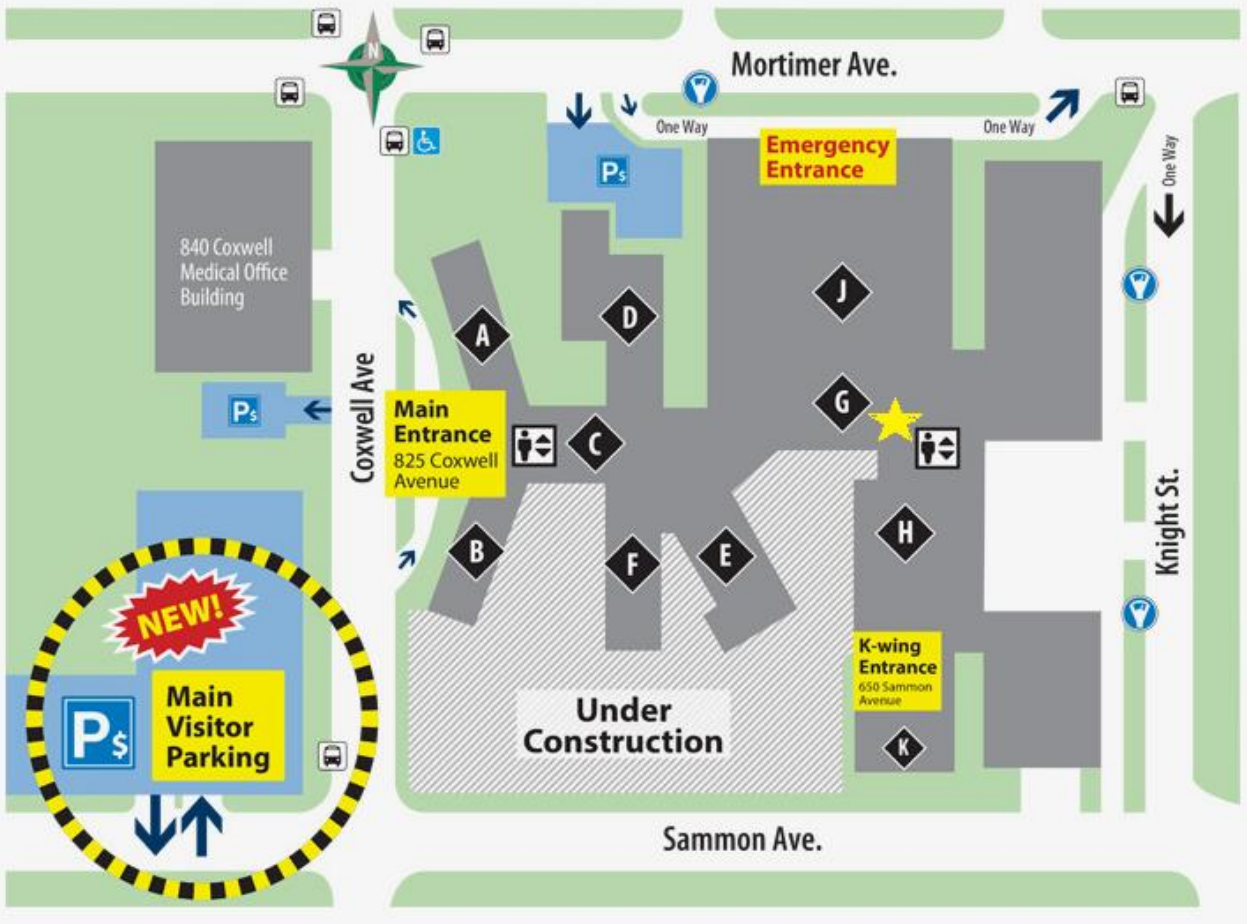 N
Mortimer Ave.
One Way
One Way
Emergency
Entrance
One Way
P$
840 Coxwell
Medical Office
Building
J
D
A
Coxwell Ave
P$
G
Main
Entrance
825 Coxwell
Avenue
C
Knight St.
H
B
F
E
NEW!
K-wing
Entrance
650 Sammon
Avenue
P$
Main
Visitor
Parking
Under
Construction
K
Sammon Ave.